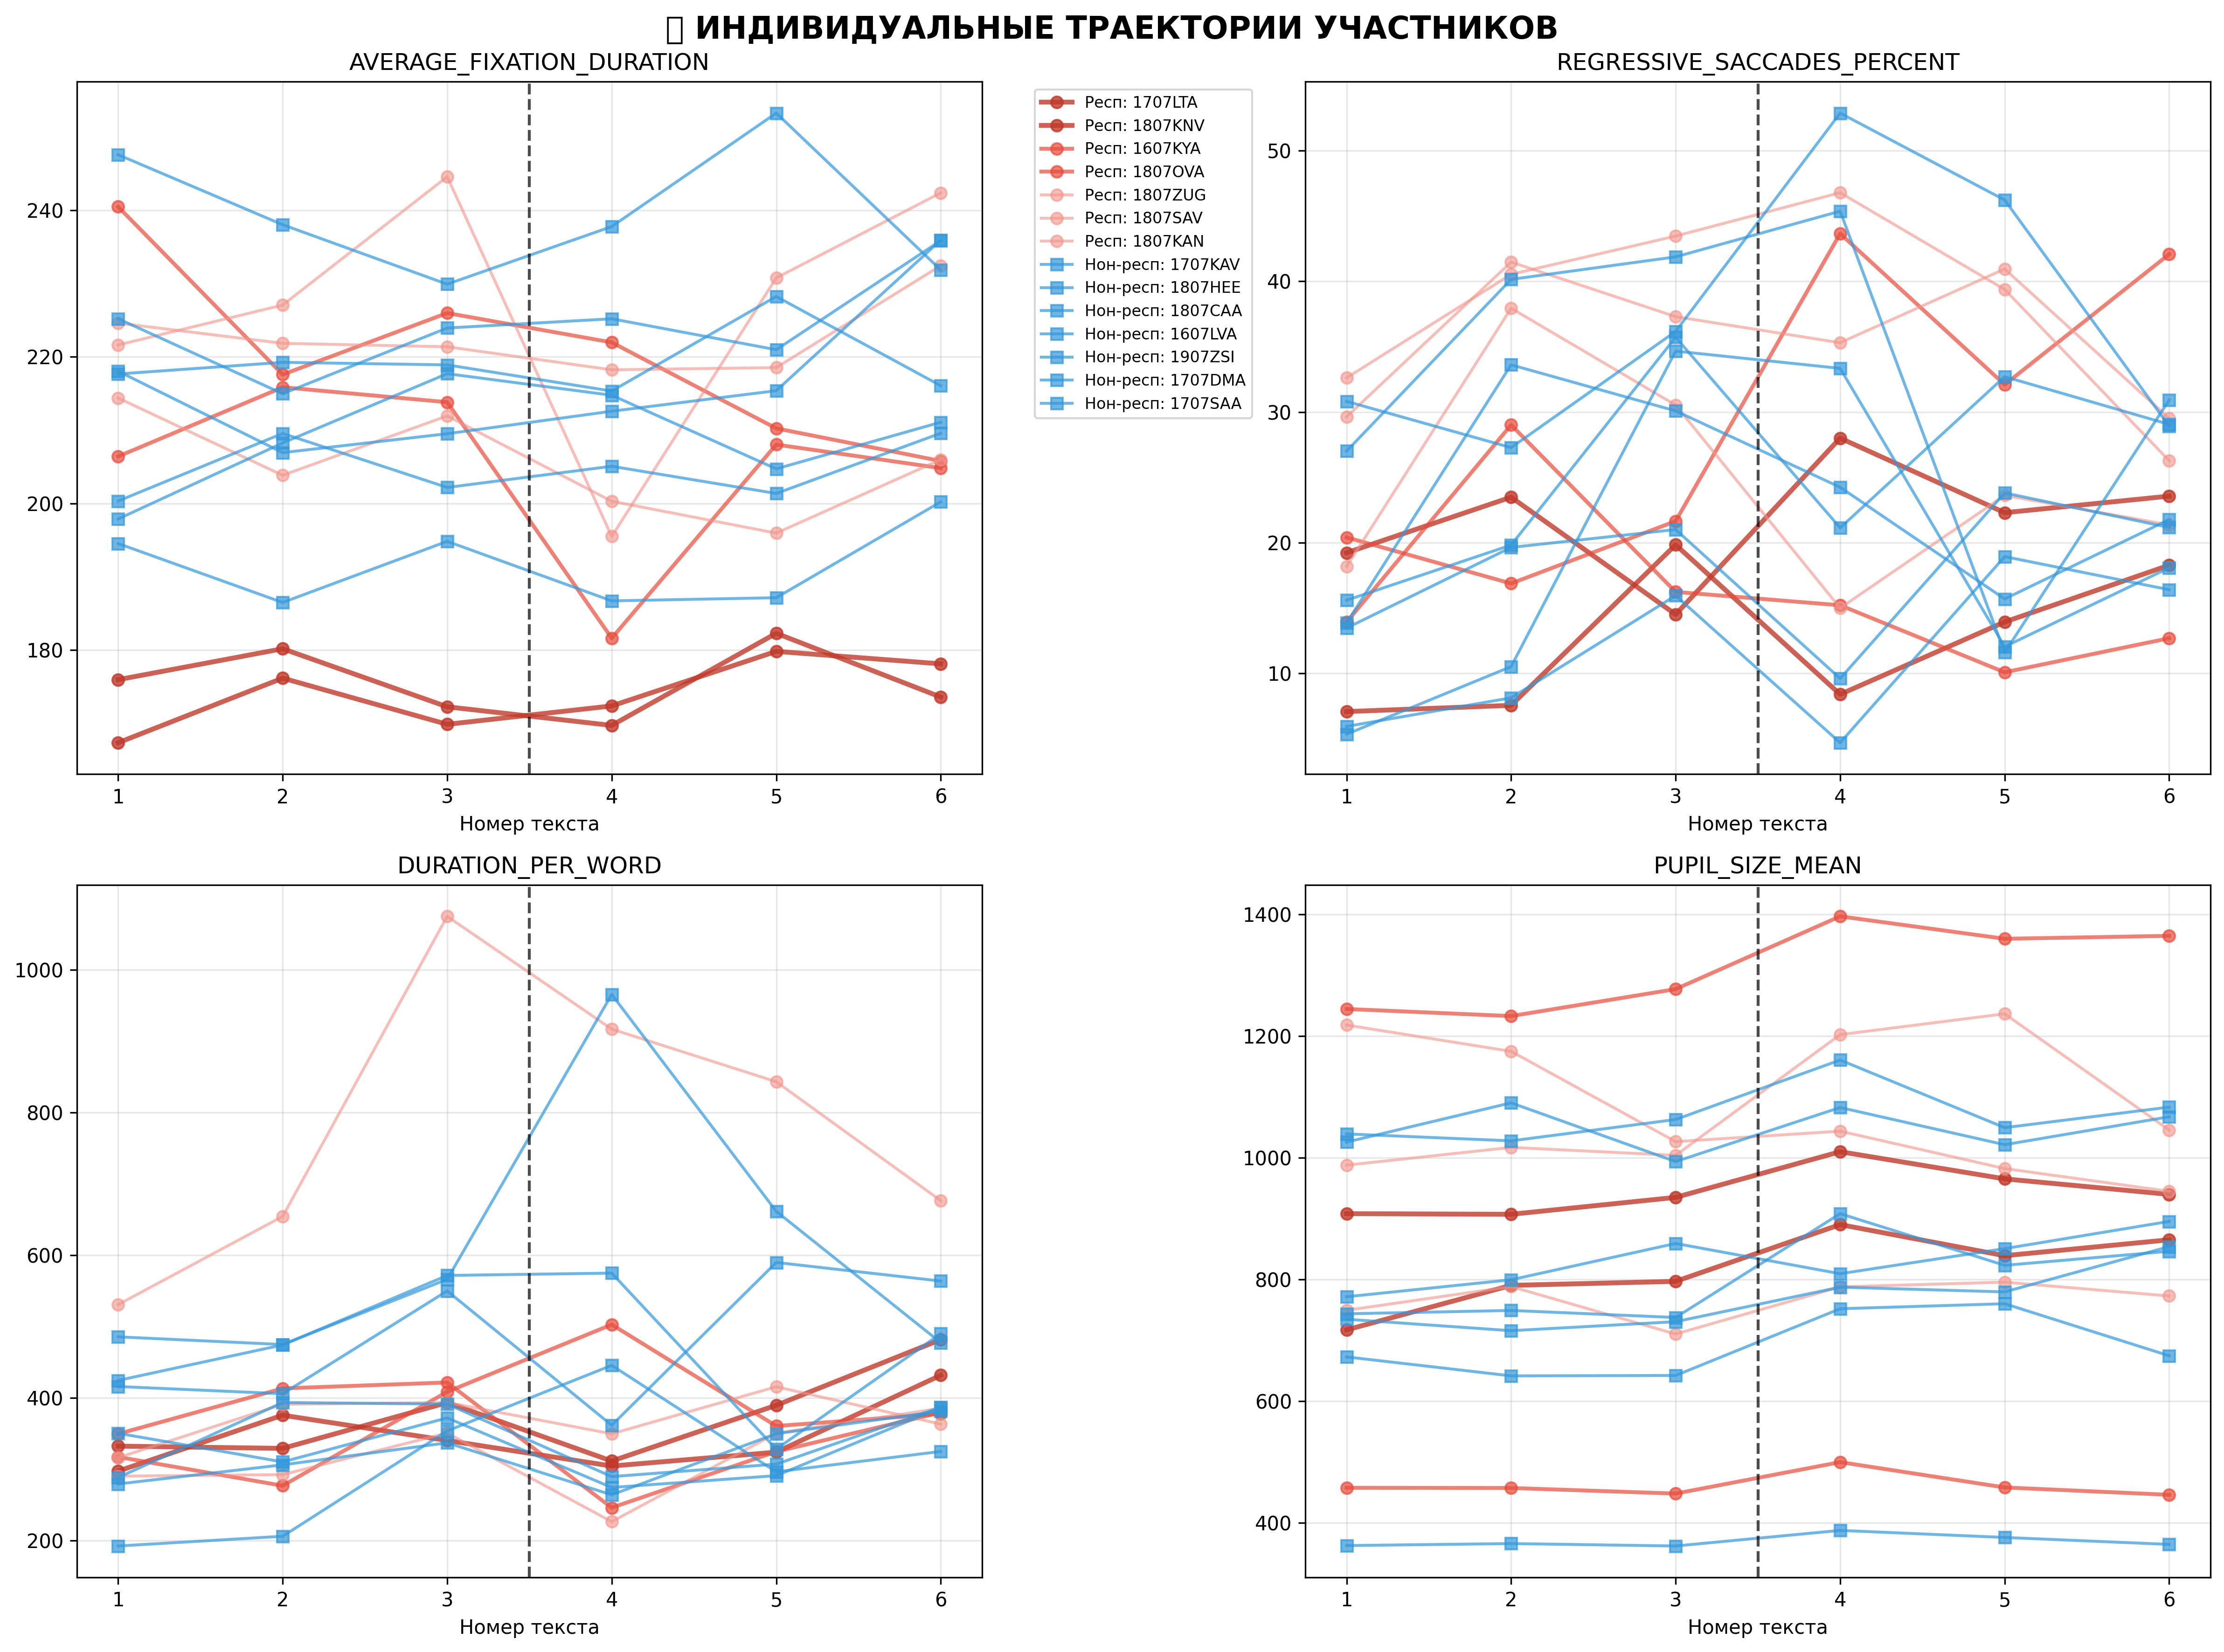 ИНДИВИДУАЛЬНЫЕ ТРАЕКТОРИИ УЧАСТНИКОВ
AVERAGE_FIXATION_DURATION
240
220
200
180
1 2 3 4 5 6
Номер текста
Респ: 1707LTA
Респ: 1807KNV
Респ: 1607KYA
Респ: 1807OVA
Респ: 1807ZUG
Респ: 1807SAV
Респ: 1807KAN
Нон-респ: 1707KAV
Нон-респ: 1807HEE
Нон-респ: 1807CAA
Нон-респ: 1607LVA
Нон-респ: 1907ZSI
Нон-респ: 1707DMA
Нон-респ: 1707SAA
REGRESSIVE_SACCADES_PERCENT
50
40
30
20
10
1 2 3 4 5 6
Номер текста
DURATION_PER_WORD
1000
800
600
400
200
1 2 3 4 5 6
Номер текста
PUPIL_SIZE_MEAN
1400
1200
1000
800
600
400
1 2 3 4 5 6
Номер текста